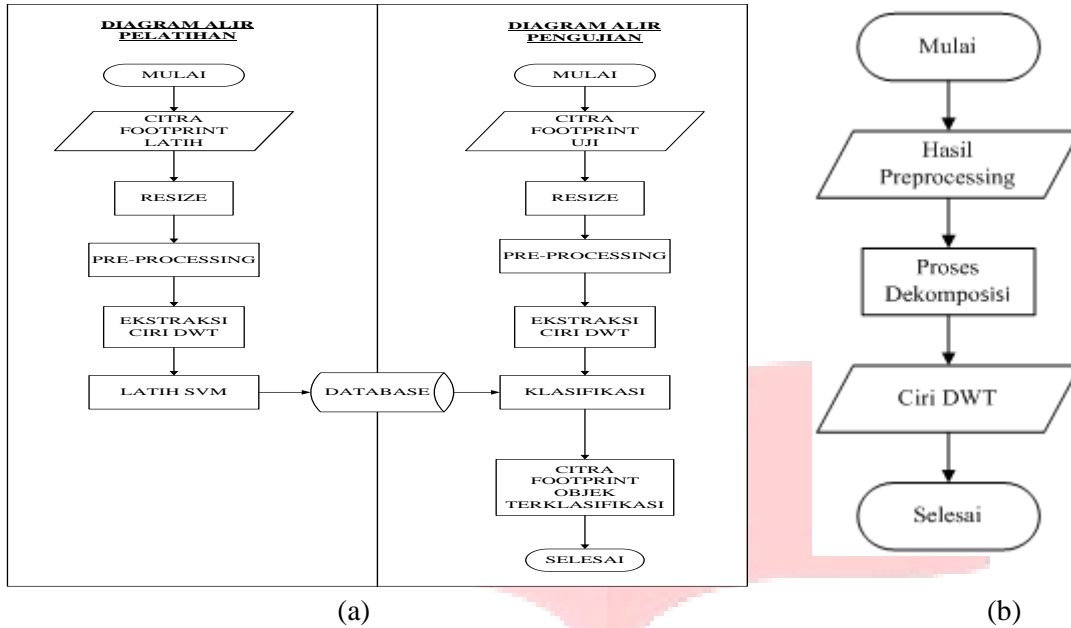 DIAGRAM ALIR
PELATIHAN
MULAI
CITRA
FOOTPRINT
LATIH
RESIZE
PRE-PROCESSING
EKSTRAKSI
CIRI DWT
LATIH SVM
DATABASE
DIAGRAM ALIR
PENGUJIAN
MULAI
CITRA
FOOTPRINT
UJI
RESIZE
PRE-PROCESSING
EKSTRAKSI
CIRI DWT
KLASIFIKASI
CITRA
FOOTPRINT
OBJEK
TERKLASIFIKASI
SELESAI
(a)
Mulai
Hasil
Preprocessing
Proses
Dekomposisi
Ciri DWT
Selesai
(b)